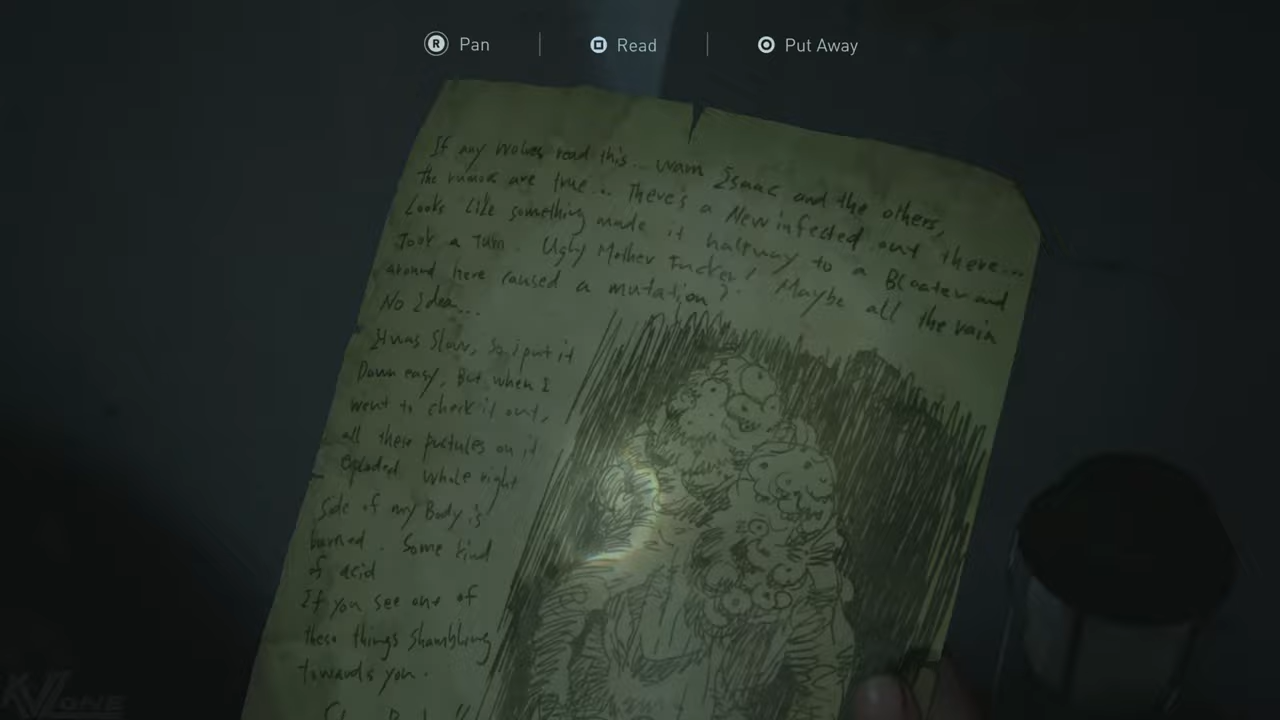 R Pan
Read
Put Away
If any wolves read this... warn Isaac and the others,
The rumors are true... There's a New infected out there...
Looks Like something made it halfway to a Bloater and
Took a Turn. Ugly Mother Fucker! Maybe all the rain
around here caused a mutation?
No Idea...
It was Slow, So i put it
Down easy, But when I
went to check it out,
all these pustules on it
Exploded. Whole right
Side of my Body is
burned. Some kind
of acid
If you see one of
these things Shambling
towards you.
KVZONE